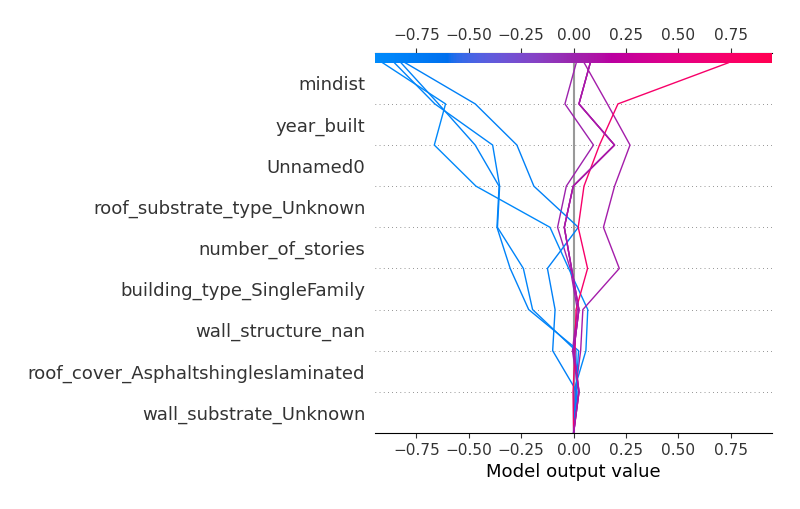 −0.75 −0.50 −0.25 0.00 0.25 0.50 0.75
mindist
year_built
Unnamed0
roof_substrate_type_Unknown
number_of_stories
building_type_SingleFamily
wall_structure_nan
roof_cover_Asphaltshingleslaminated
wall_substrate_Unknown
−0.75 −0.50 −0.25 0.00 0.25 0.50 0.75
Model output value